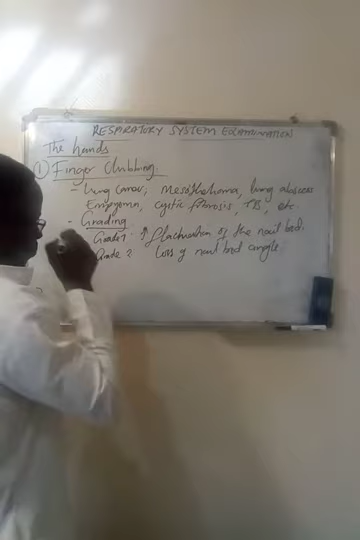 RESPIRATORY SYSTEM EXAMINATION
The hands
① Finger Clubbing.
- Lung cancer, Mesothelioma, lung abscess
Empyema, cystic fibrosis, TB, etc.
- Grading
Grade 1 - ↑ fluctuation of the nail bed.
Grade 2 Loss of nail bed angle